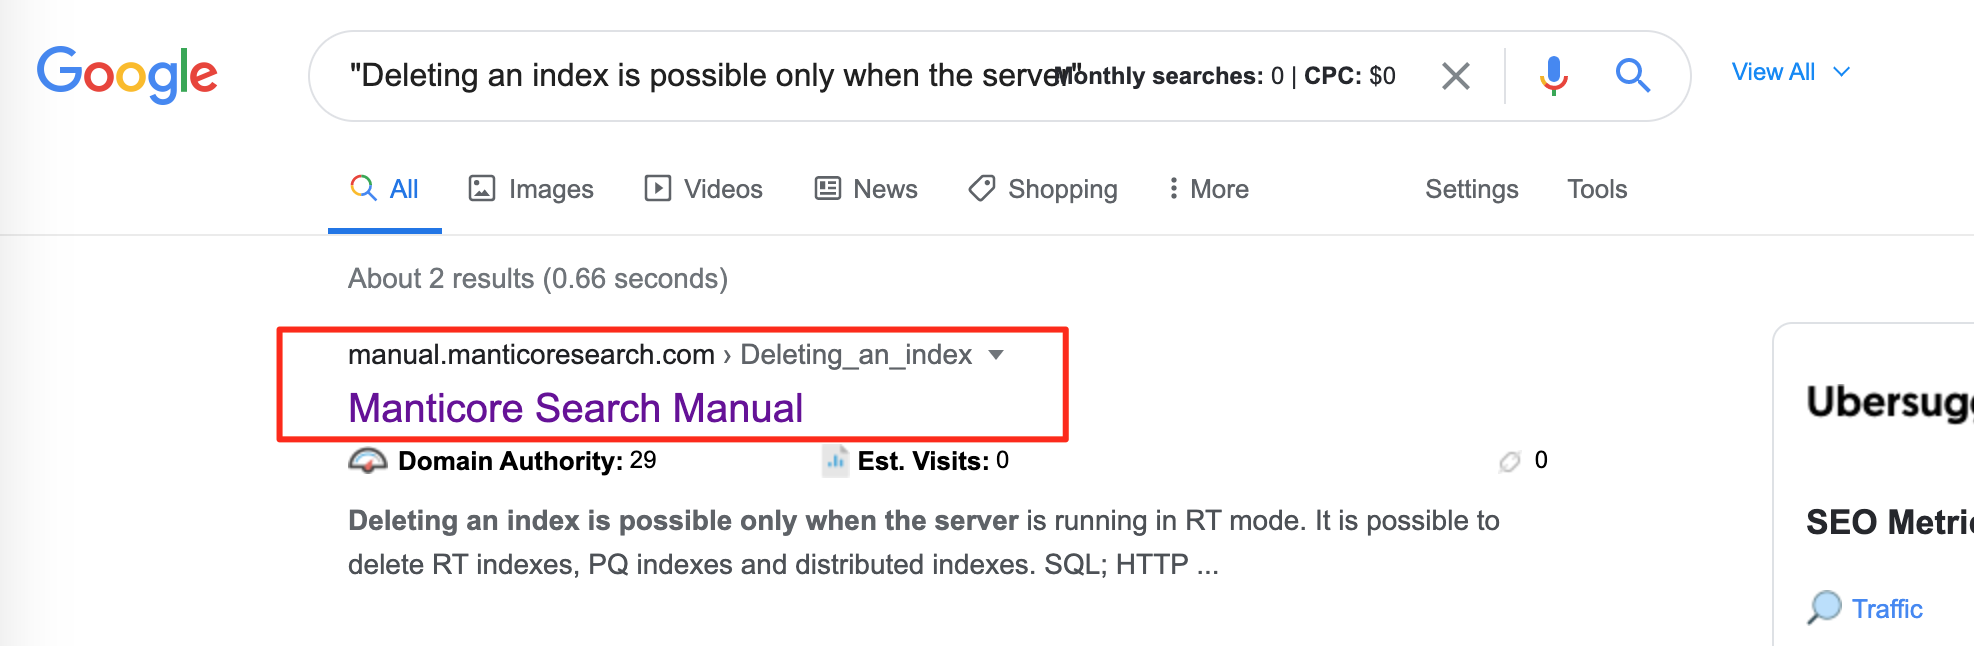 Google
"Deleting an index is possible only when the server"
Monthly searches: 0 | CPC: $0
View All
All
Images
Videos
News
Shopping
More
Settings
Tools
About 2 results (0.66 seconds)
manual.manticoresearch.com › Deleting_an_index
Manticore Search Manual
Domain Authority: 29
Est. Visits: 0
0
Deleting an index is possible only when the server is running in RT mode. It is possible to
delete RT indexes, PQ indexes and distributed indexes. SQL; HTTP ...
Ubersug
SEO Metri
Traffic